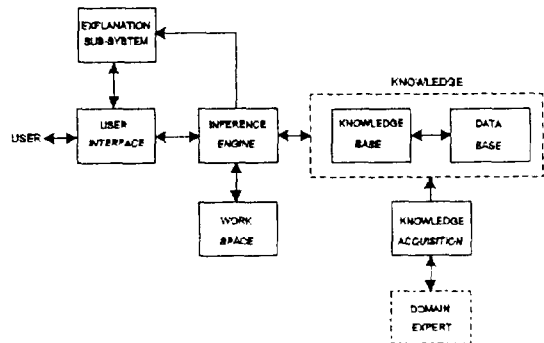 EXPLANATION
SUB-SYSTEM
KNOWLEDGE
USER
USER
INTERFACE
INFERENCE
ENGINE
KNOWLEDGE
BASE
DATA
BASE
WORK
SPACE
KNOWLEDGE
ACQUISITION
DOMAIN
EXPERT